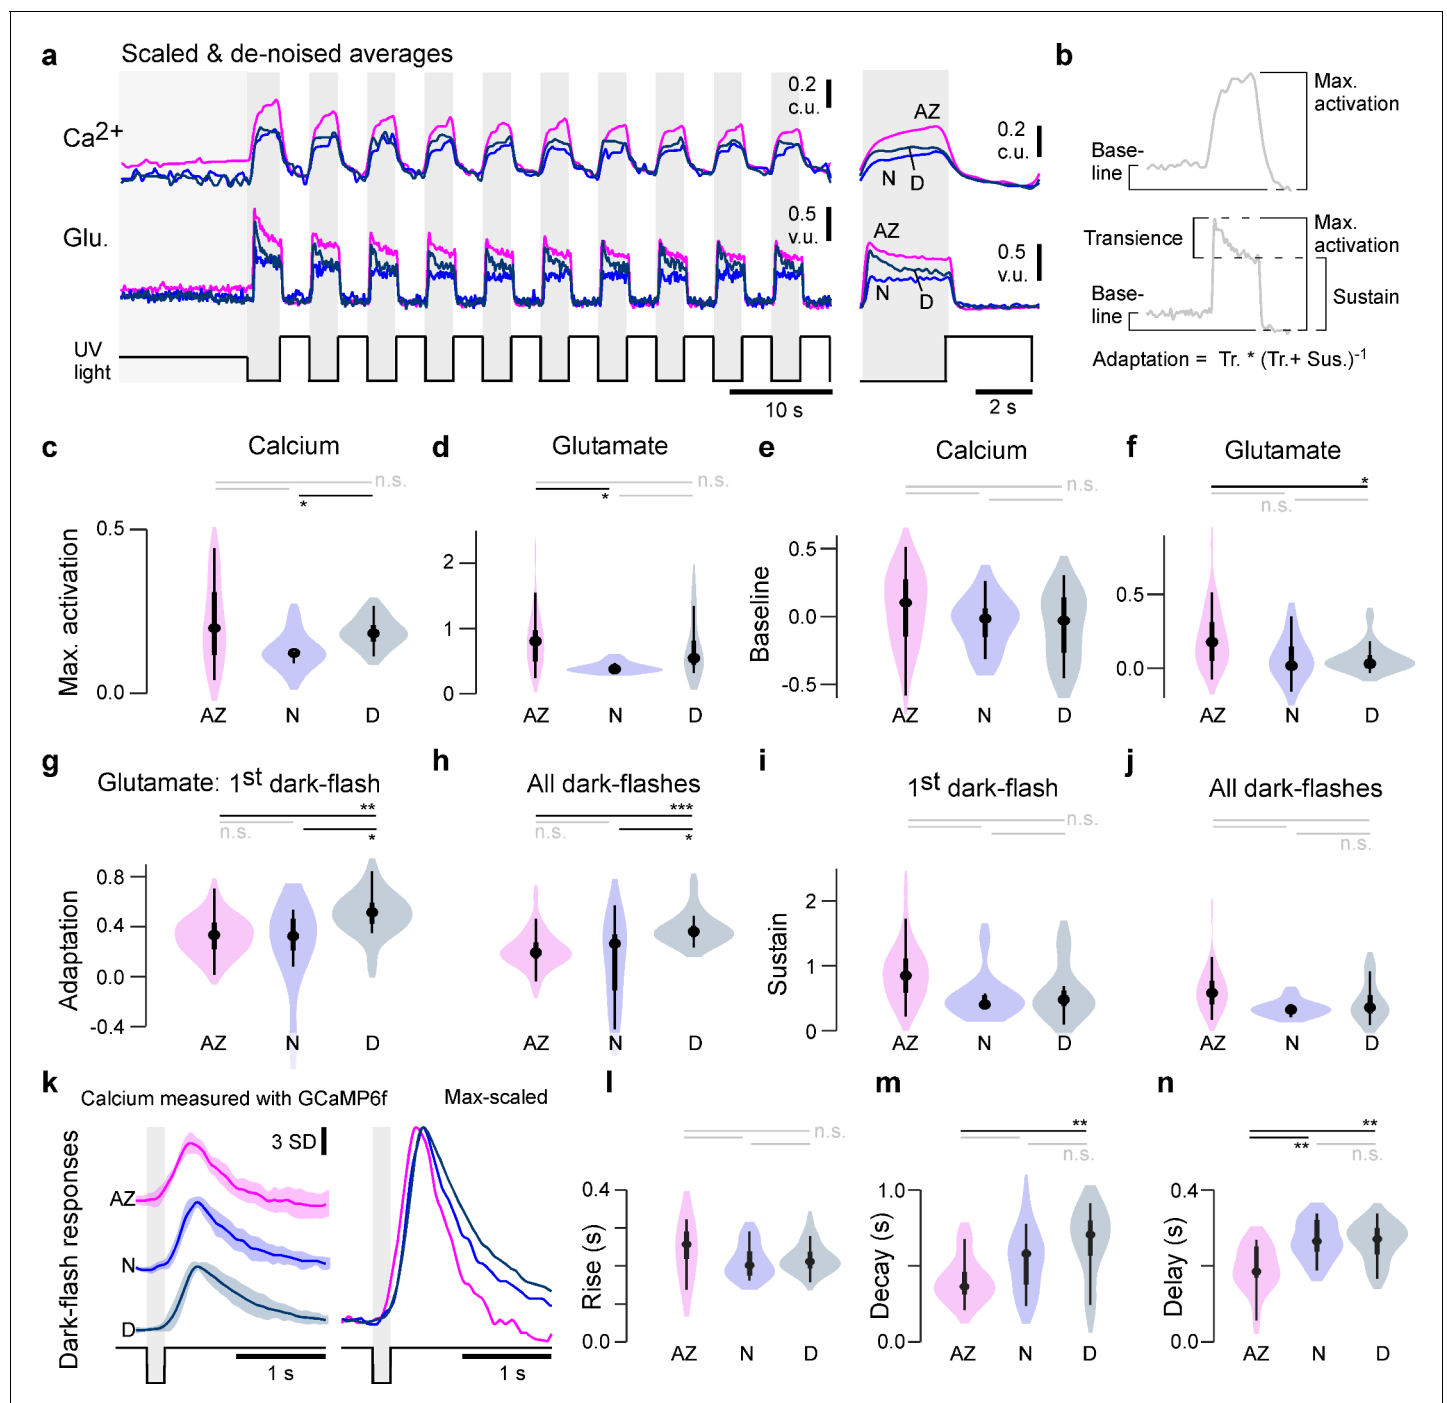 a
Scaled & de-noised averages
Ca2+
0.2
c.u.
AZ
N
D
0.2
c.u.
Glu.
0.5
v.u.
AZ
N
D
0.5
v.u.
UV
light
10 s
2 s
b
Max.
activation
Base-
line
Transience
Max.
activation
Base-
line
Sustain
Adaptation = Tr. * (Tr.+ Sus.)-1
c
Calcium
n.s.
*
Max. activation
0.5
0.0
AZ N D
d
Glutamate
n.s.
*
2
1
0
AZ N D
e
Calcium
n.s.
Baseline
0.5
0.0
-0.5
AZ N D
f
Glutamate
*
n.s.
0.5
0.0
AZ N D
g
Glutamate: 1st dark-flash
**
n.s.
*
Adaptation
0.8
0.4
0.0
-0.4
AZ N D
h
All dark-flashes
***
n.s.
*
AZ N D
i
1st dark-flash
n.s.
Sustain
2
1
0
AZ N D
j
All dark-flashes
n.s.
AZ N D
k
Calcium measured with GCaMP6f
Max-scaled
Dark-flash responses
3 SD
AZ
N
D
1 s
1 s
l
n.s.
Rise (s)
0.4
0.0
AZ N D
m
**
n.s.
Decay (s)
1.0
0.0
AZ N D
n
**
**
n.s.
Delay (s)
0.4
0.0
AZ N D